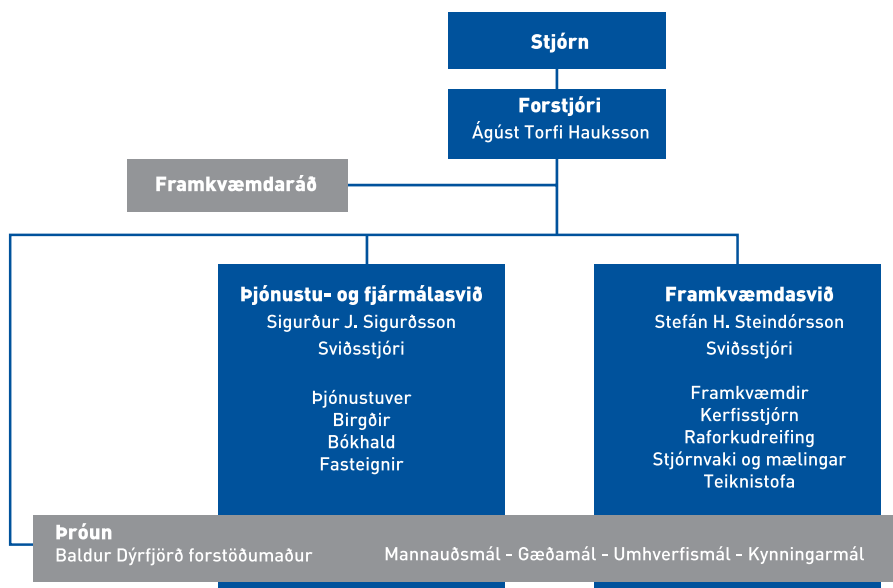 Stjórn
Forstjóri
Ágúst Torfi Hauksson
Framkvæmdaráð
Þjónustu- og fjármálasvið
Sigurður J. Sigurðsson
Sviðsstjóri
Þjónustuver
Birgðir
Bókhald
Fasteignir
Framkvæmdasvið
Stefán H. Steindórsson
Sviðsstjóri
Framkvæmdir
Kerfisstjórn
Raforkudreifing
Stjórnvaki og mælingar
Teiknistofa
Þróun
Baldur Dýrfjörð forstöðumaður
Mannauðsmál - Gæðamál - Umhverfismál - Kynningarmál